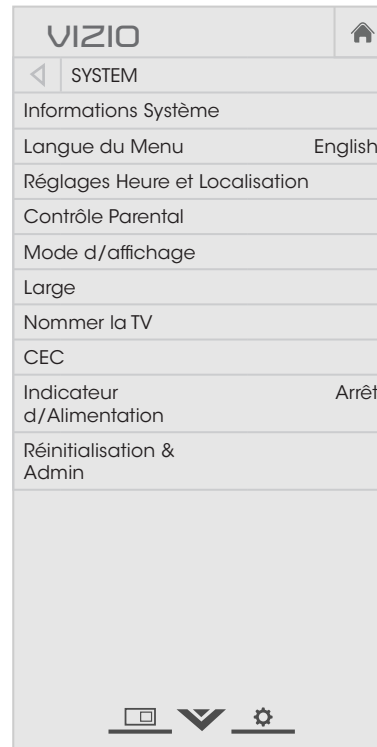 VIZIO
SYSTEM
Informations Système
Langue du Menu English
Réglages Heure et Localisation
Contrôle Parental
Mode d/affichage
Large
Nommer la TV
CEC
Indicateur Arrêt
d/Alimentation
Réinitialisation &
Admin